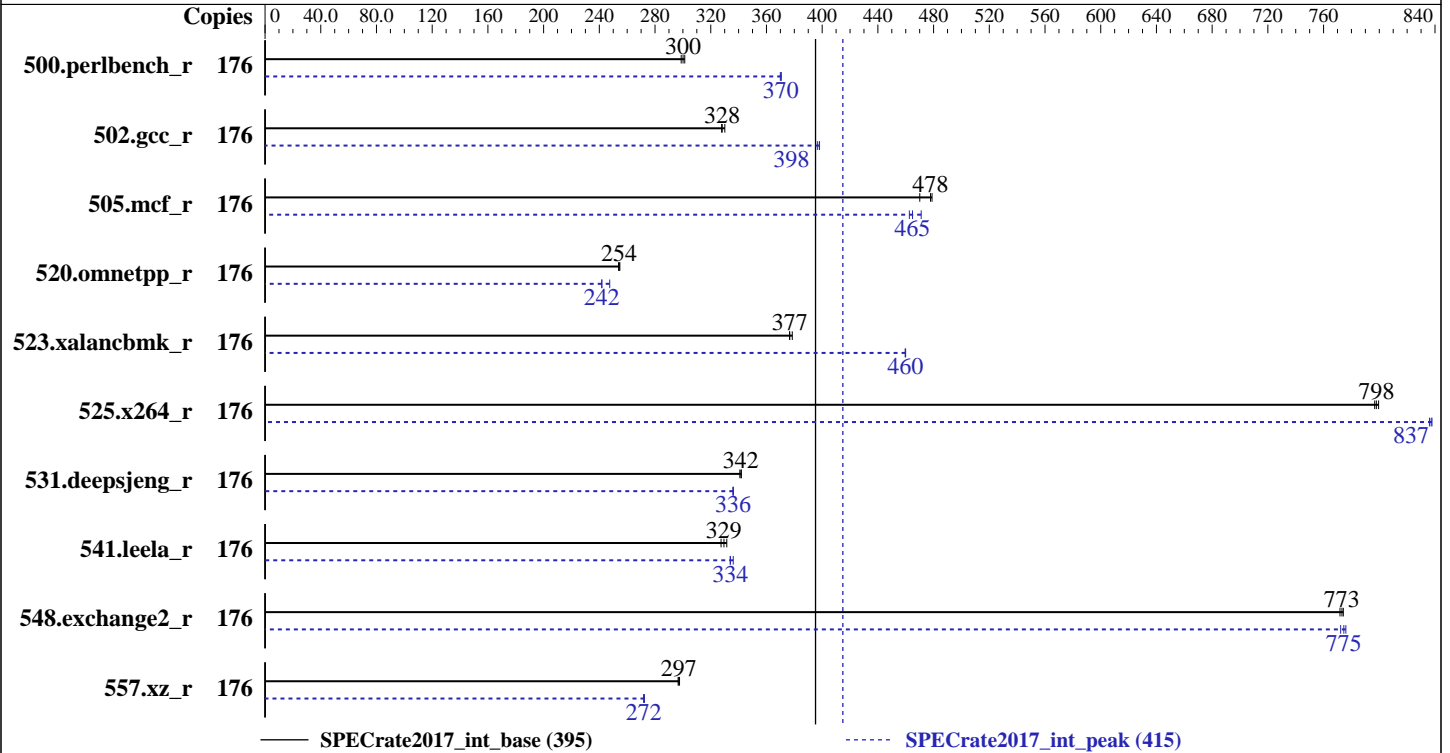 Copies 0 40.0 80.0 120 160 200 240 280 320 360 400 440 480 520 560 600 640 680 720 760 840
300
500.perlbench_r 176
370
328
502.gcc_r 176
398
478
505.mcf_r 176
465
254
520.omnetpp_r 176
242
377
523.xalancbmk_r 176
460
798
525.x264_r 176
837
342
531.deepsjeng_r 176
336
329
541.leela_r 176
334
773
548.exchange2_r 176
775
297
557.xz_r 176
272
SPECrate2017_int_base (395) SPECrate2017_int_peak (415)